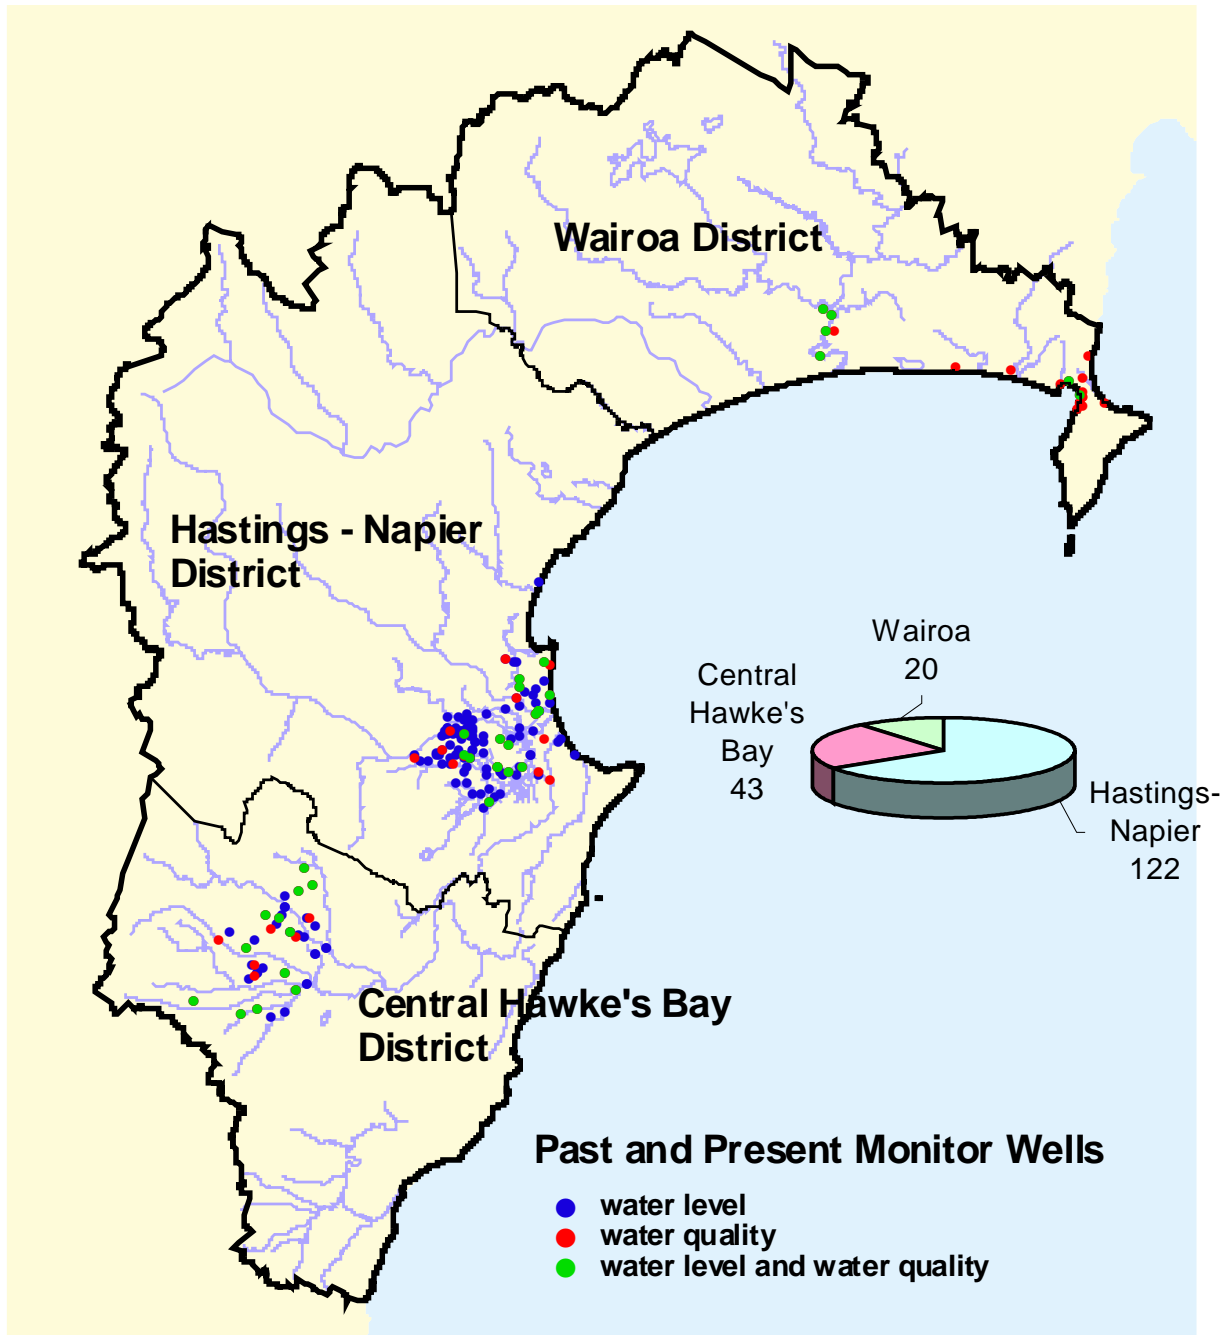 Wairoa District
Hastings - Napier
District
Wairoa
20
Central
Hawke's
Bay
43
Hastings-
Napier
122
Central Hawke's Bay
District
Past and Present Monitor Wells
water level
water quality
water level and water quality